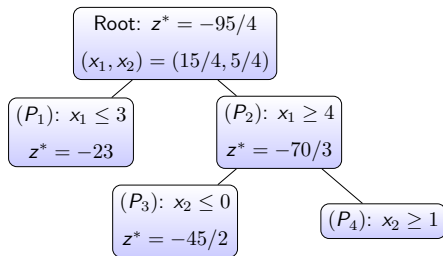 Root: z* = −95/4
(x₁, x₂) = (15/4, 5/4)
(P₁): x₁ ≤ 3
z* = −23
(P₂): x₁ ≥ 4
z* = −70/3
(P₃): x₂ ≤ 0
z* = −45/2
(P₄): x₂ ≥ 1